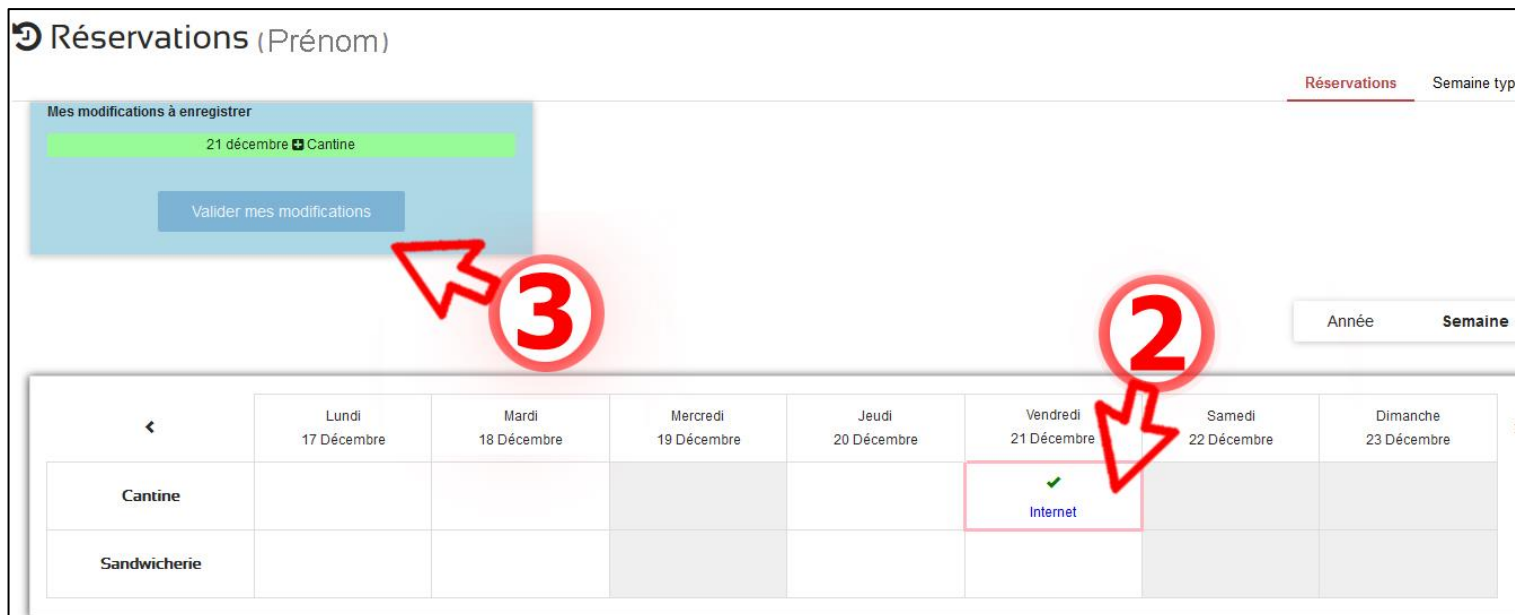 Réservations (Prénom)
Réservations Semaine typ
Mes modifications à enregistrer
21 décembre Cantine
Valider mes modifications
3
2
Année Semaine
Lundi Mardi Mercredi Jeudi Vendredi Samedi Dimanche
17 Décembre 18 Décembre 19 Décembre 20 Décembre 21 Décembre 22 Décembre 23 Décembre
Cantine
Internet
Sandwicherie